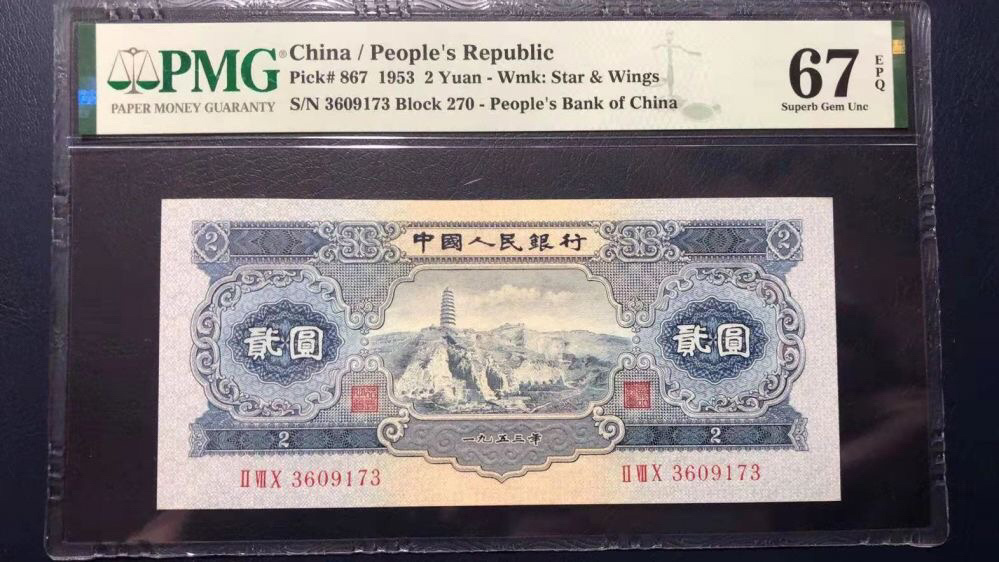 PMG®
PAPER MONEY GUARANTY
China / People's Republic
Pick# 867 1953 2 Yuan - Wmk: Star & Wings
S/N 3609173 Block 270 - People's Bank of China
67 EPQ
Superb Gem Unc
2 中國人民銀行 2
貳圓 貳圓
一九五三年
2 2
II VII X 3609173 II VII X 3609173